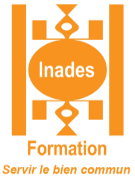 Inades
Formation
Servir le bien commun